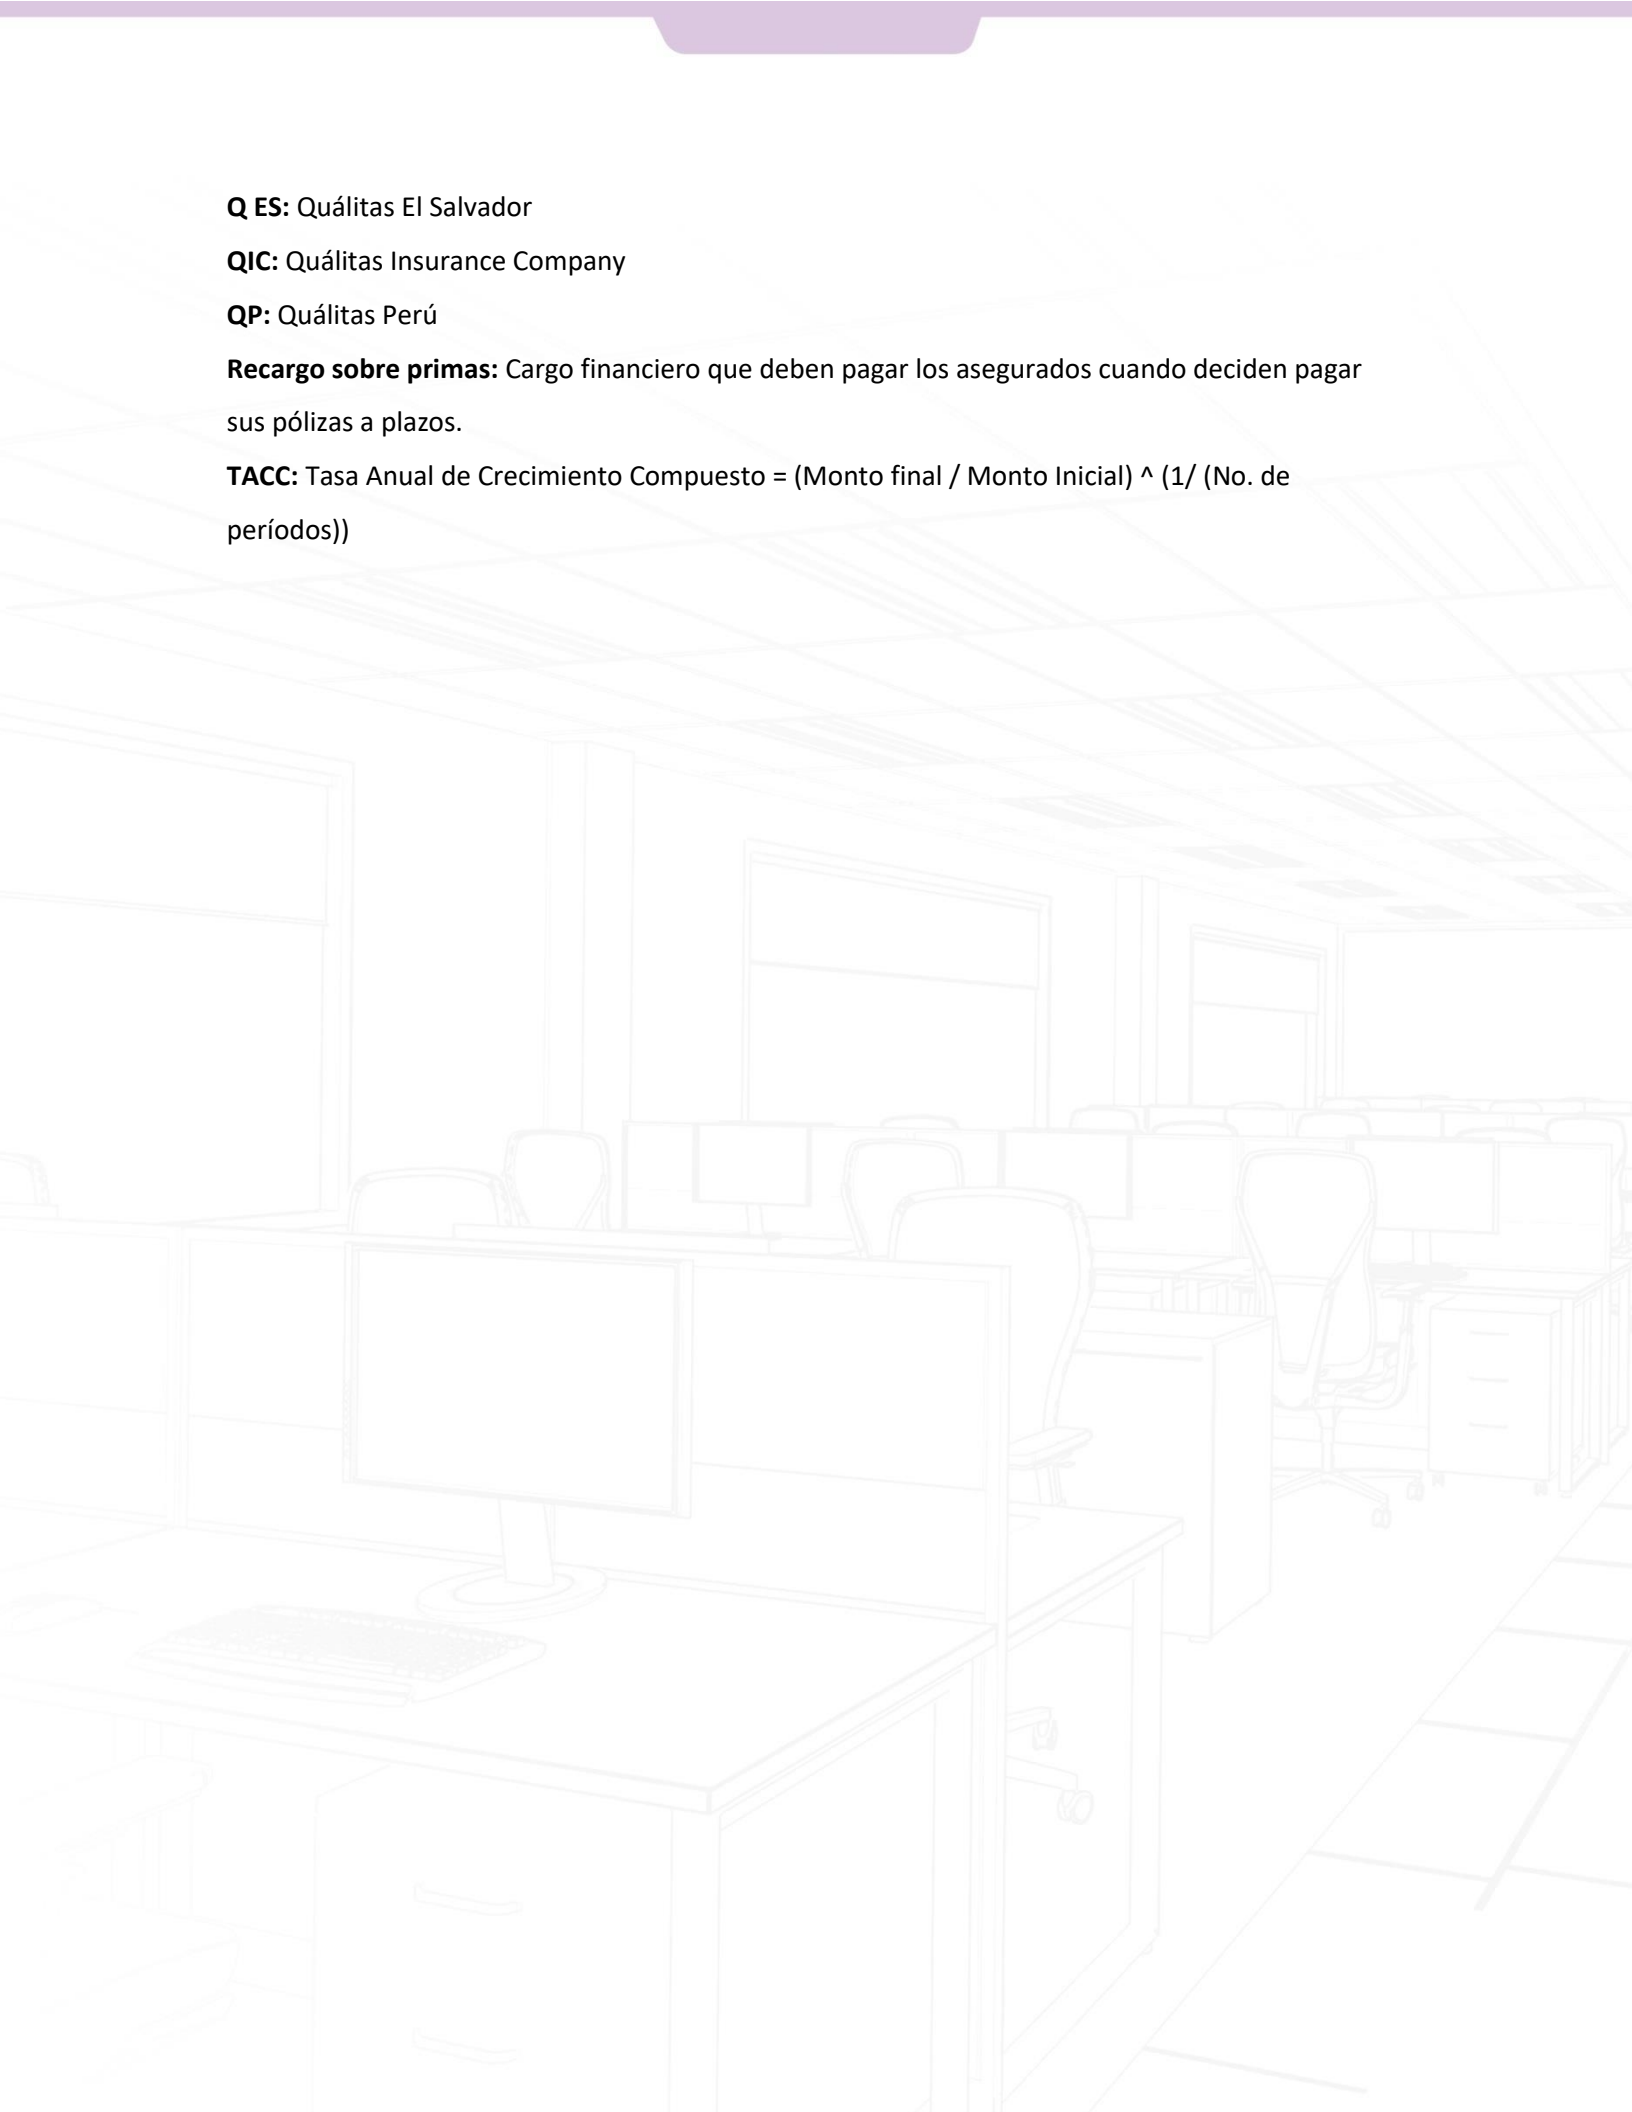 Q ES: Quálitas El Salvador
QIC: Quálitas Insurance Company
QP: Quálitas Perú
Recargo sobre primas: Cargo financiero que deben pagar los asegurados cuando deciden pagar
sus pólizas a plazos.
TACC: Tasa Anual de Crecimiento Compuesto = (Monto final / Monto Inicial) ^ (1/ (No. de
períodos))